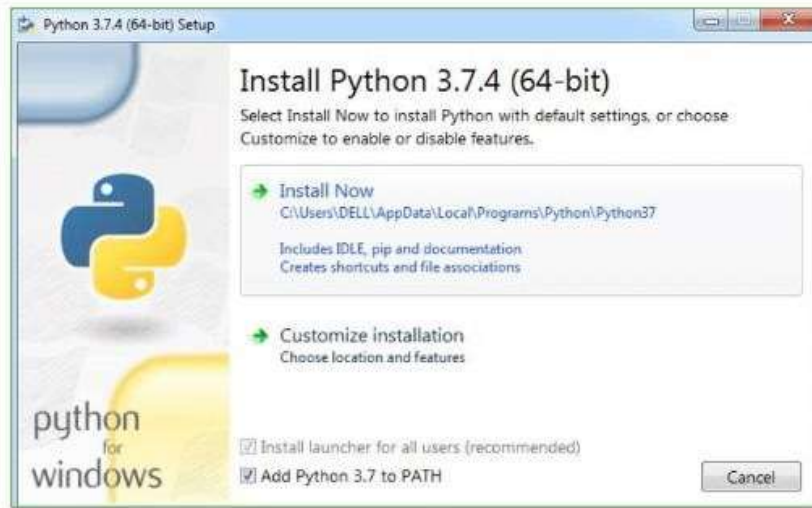 Python 3.7.4 (64-bit) Setup
Install Python 3.7.4 (64-bit)
Select Install Now to install Python with default settings, or choose
Customize to enable or disable features.
Install Now
C:\Users\DELL\AppData\Local\Programs\Python\Python37
Includes IDLE, pip and documentation
Creates shortcuts and file associations
Customize installation
Choose location and features
python
for
windows
Install launcher for all users (recommended)
Add Python 3.7 to PATH
Cancel